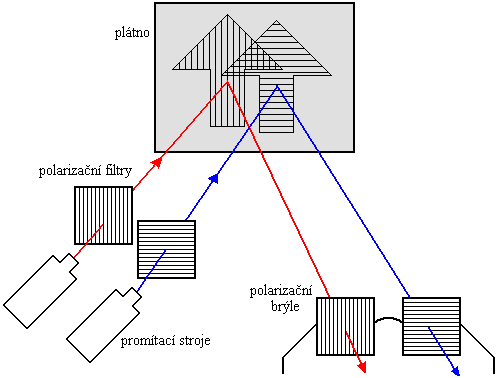 plátno
polarizační filtry
polarizační
brýle
promítací stroje